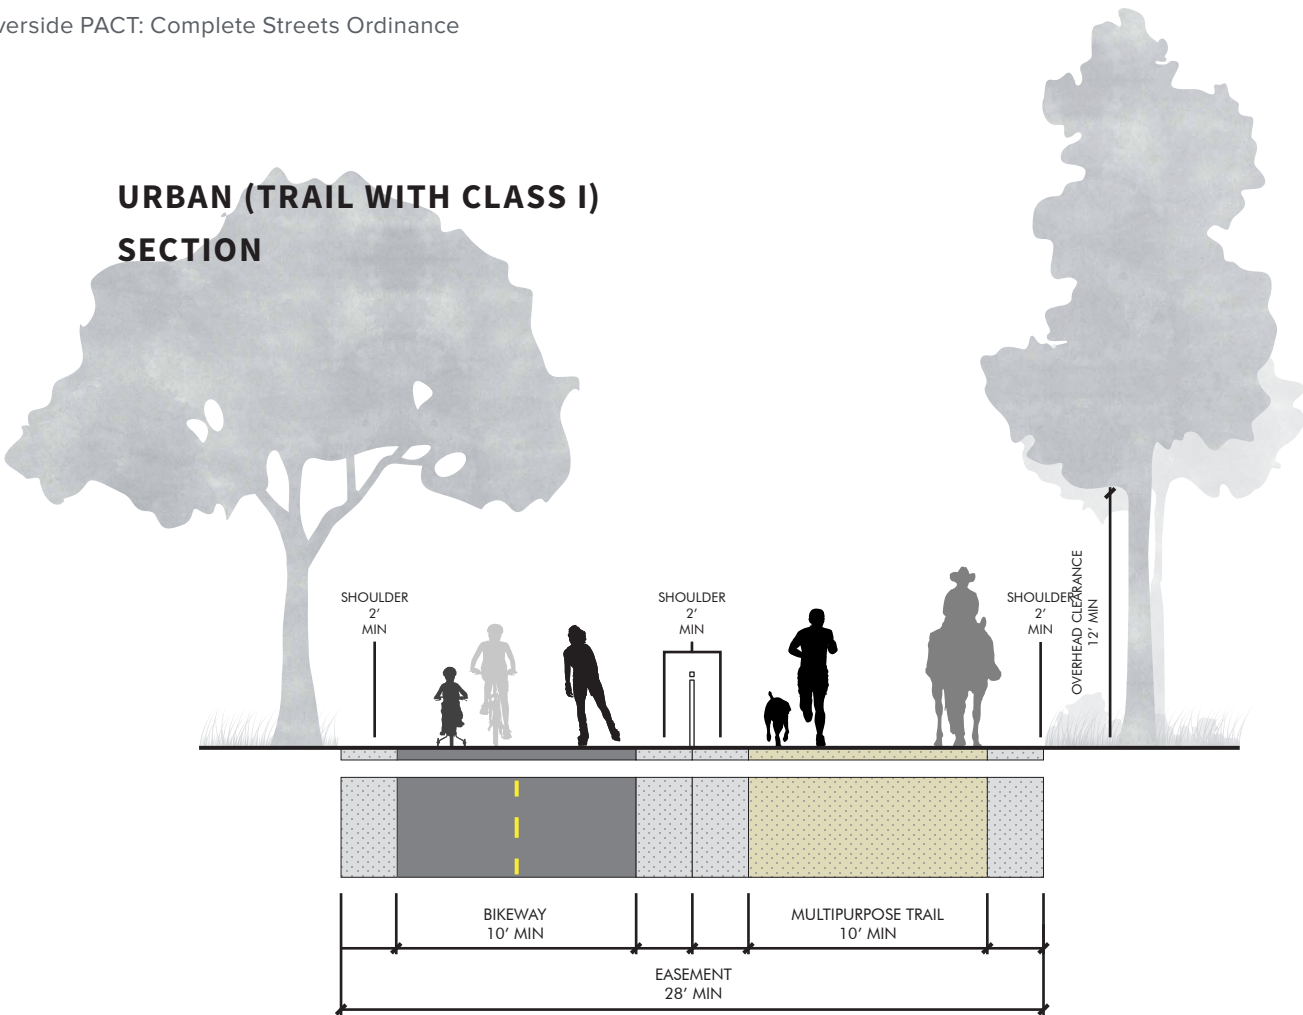 verside PACT: Complete Streets Ordinance
URBAN (TRAIL WITH CLASS I)
SECTION
SHOULDER
2'
MIN
SHOULDER
2'
MIN
SHOULDER
2'
MIN
OVERHEAD CLEARANCE
12' MIN
BIKEWAY
10' MIN
MULTIPURPOSE TRAIL
10' MIN
EASEMENT
28' MIN